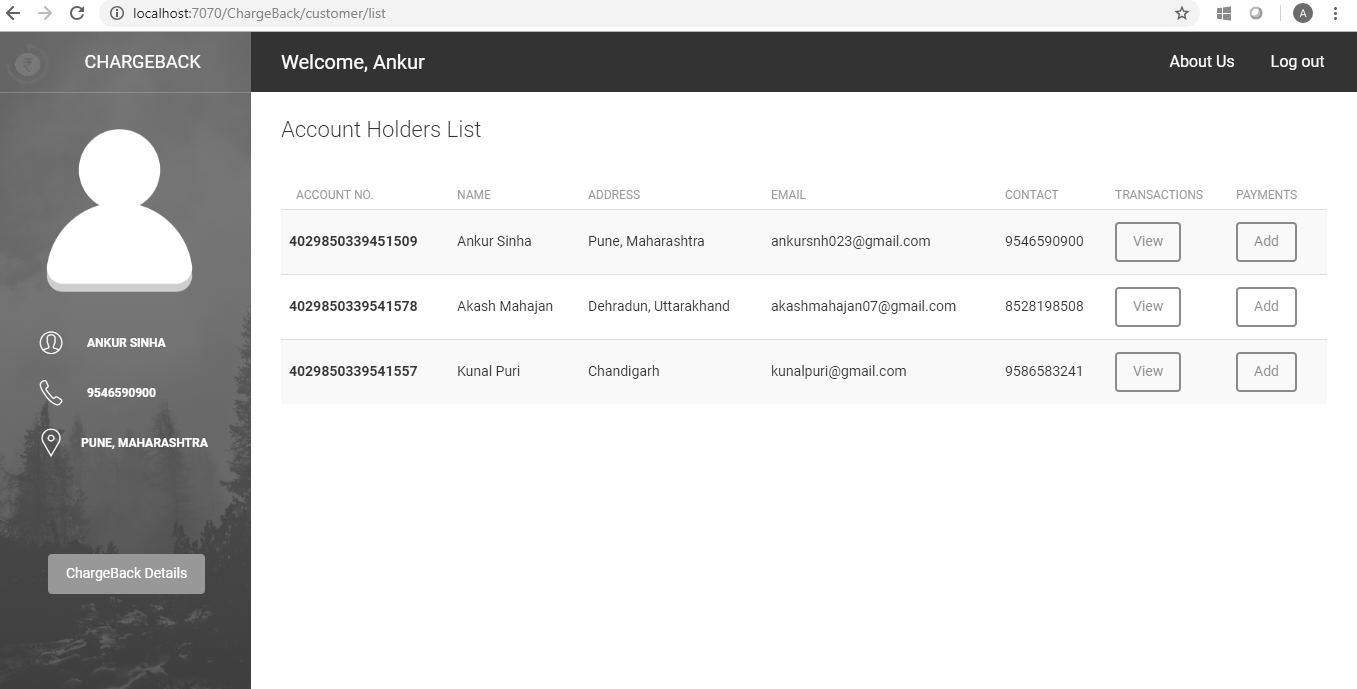 localhost:7070/ChargeBack/customer/list
A
₹ CHARGEBACK
Welcome, Ankur
About Us Log out
Account Holders List
ACCOUNT NO. NAME ADDRESS EMAIL CONTACT TRANSACTIONS PAYMENTS
4029850339451509 Ankur Sinha Pune, Maharashtra ankursnh023@gmail.com 9546590900 View Add
4029850339541578 Akash Mahajan Dehradun, Uttarakhand akashmahajan07@gmail.com 8528198508 View Add
4029850339541557 Kunal Puri Chandigarh kunalpuri@gmail.com 9586583241 View Add
ANKUR SINHA
9546590900
PUNE, MAHARASHTRA
ChargeBack Details